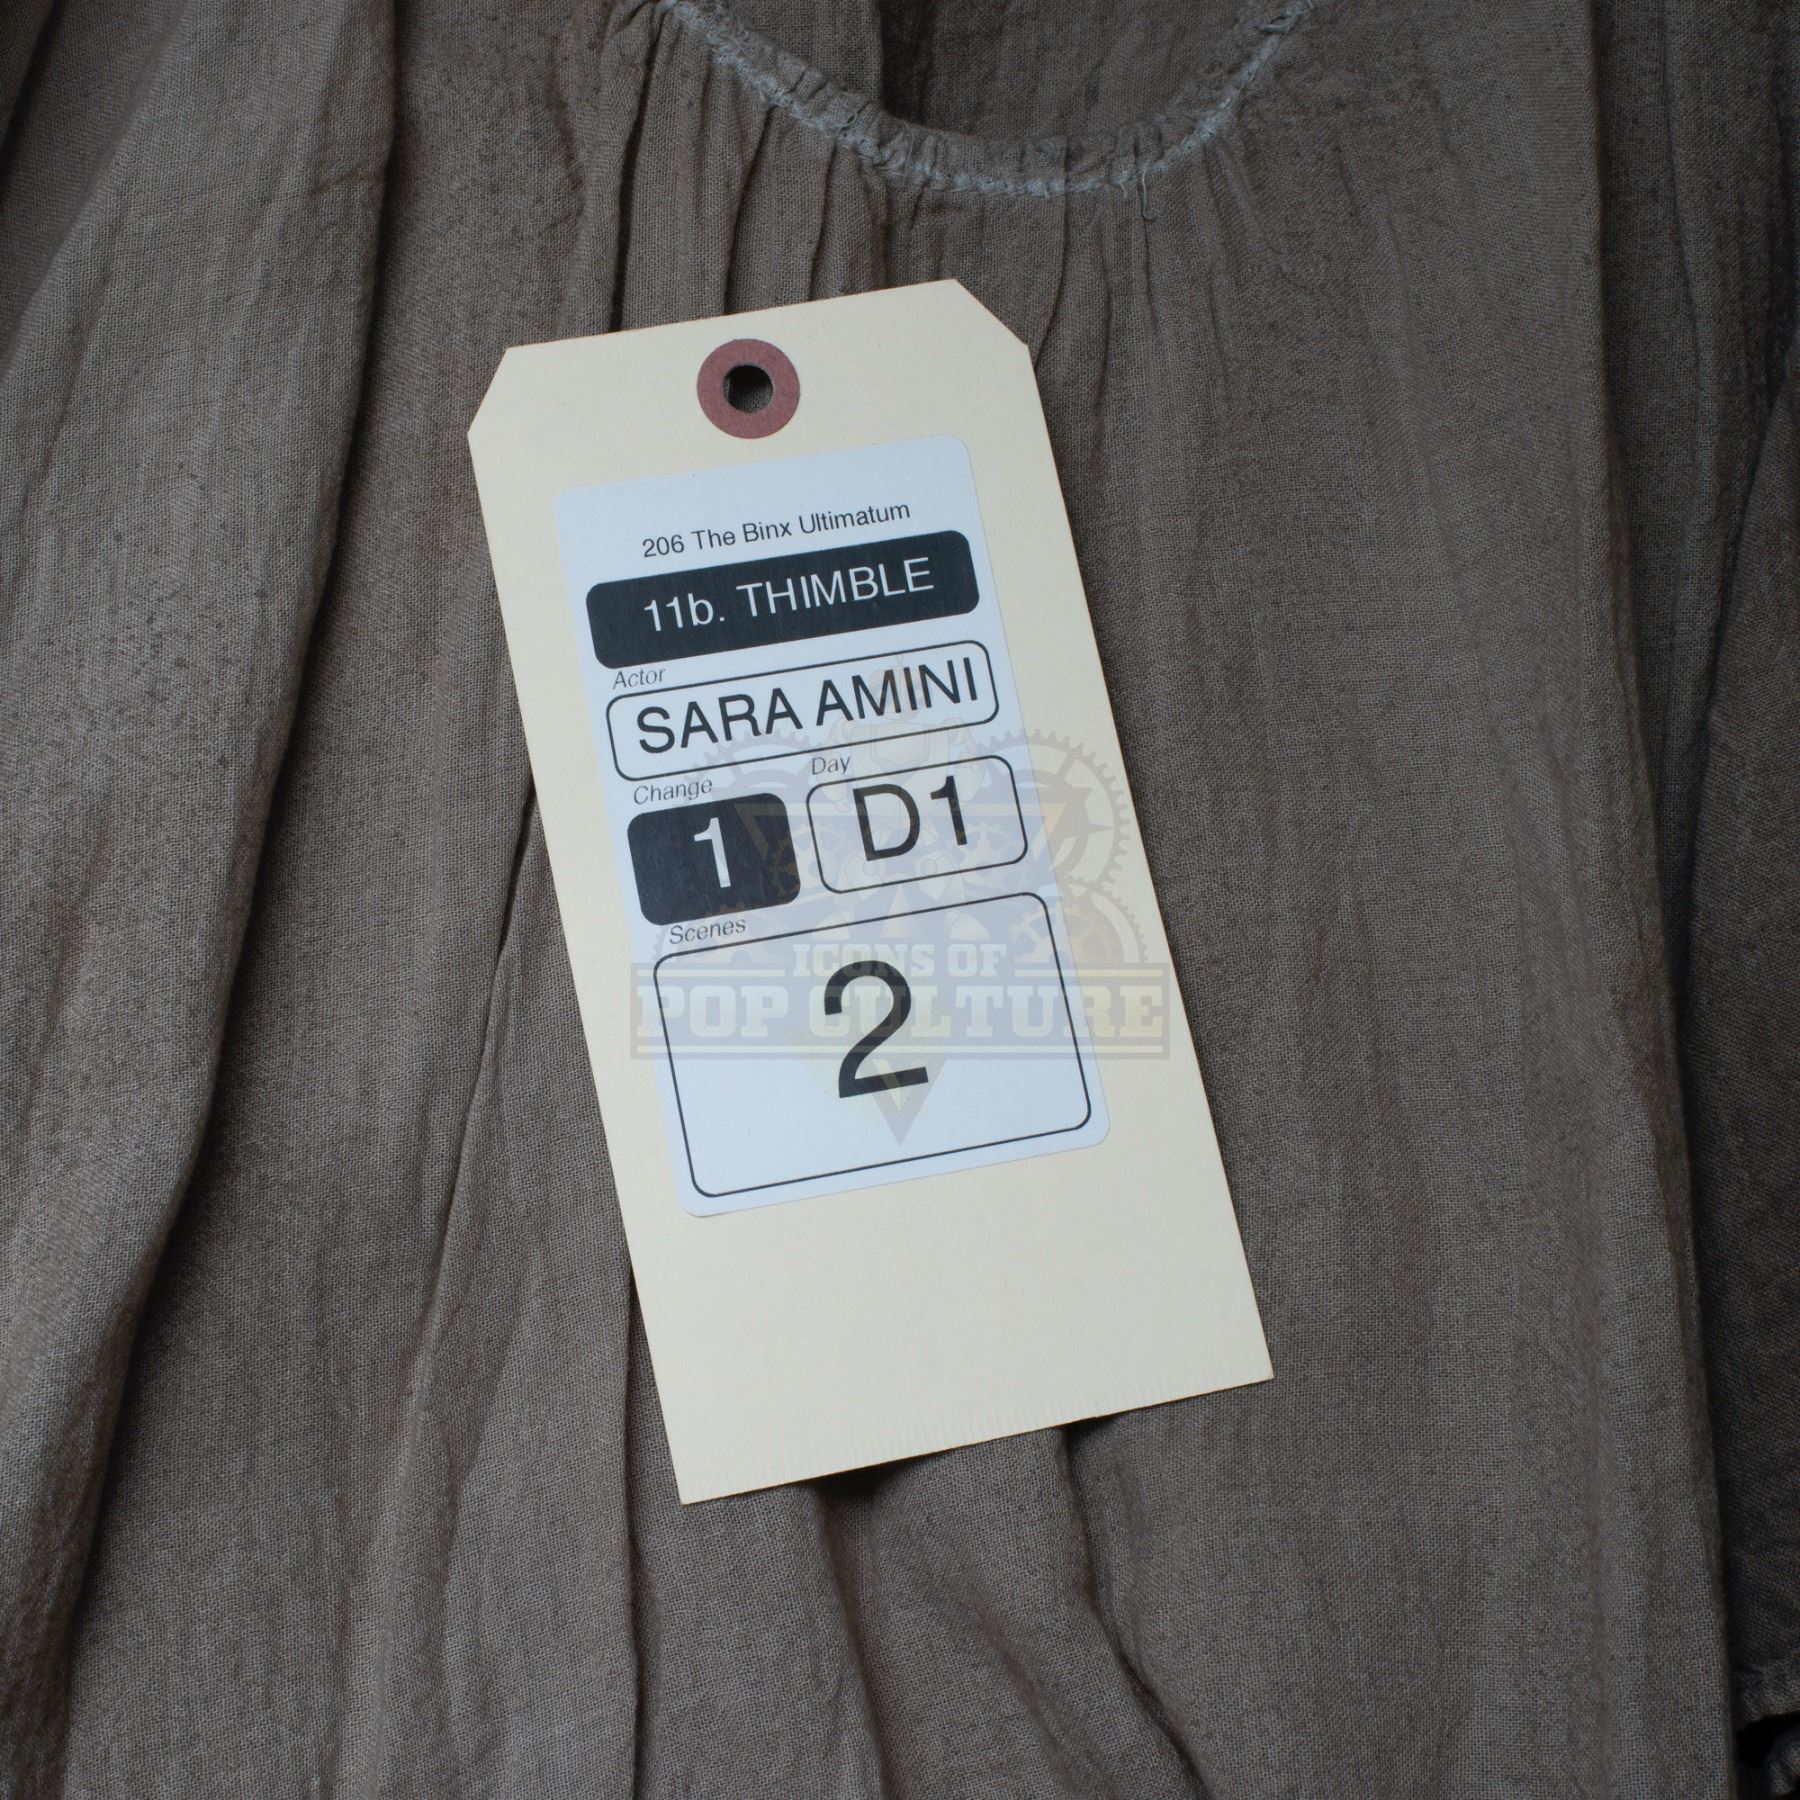 206 The Binx Ultimatum
11b. THIMBLE
Actor
SARA AMINI
Change
Day
1
D1
Scenes
2
ICONS OF
POP CULTURE